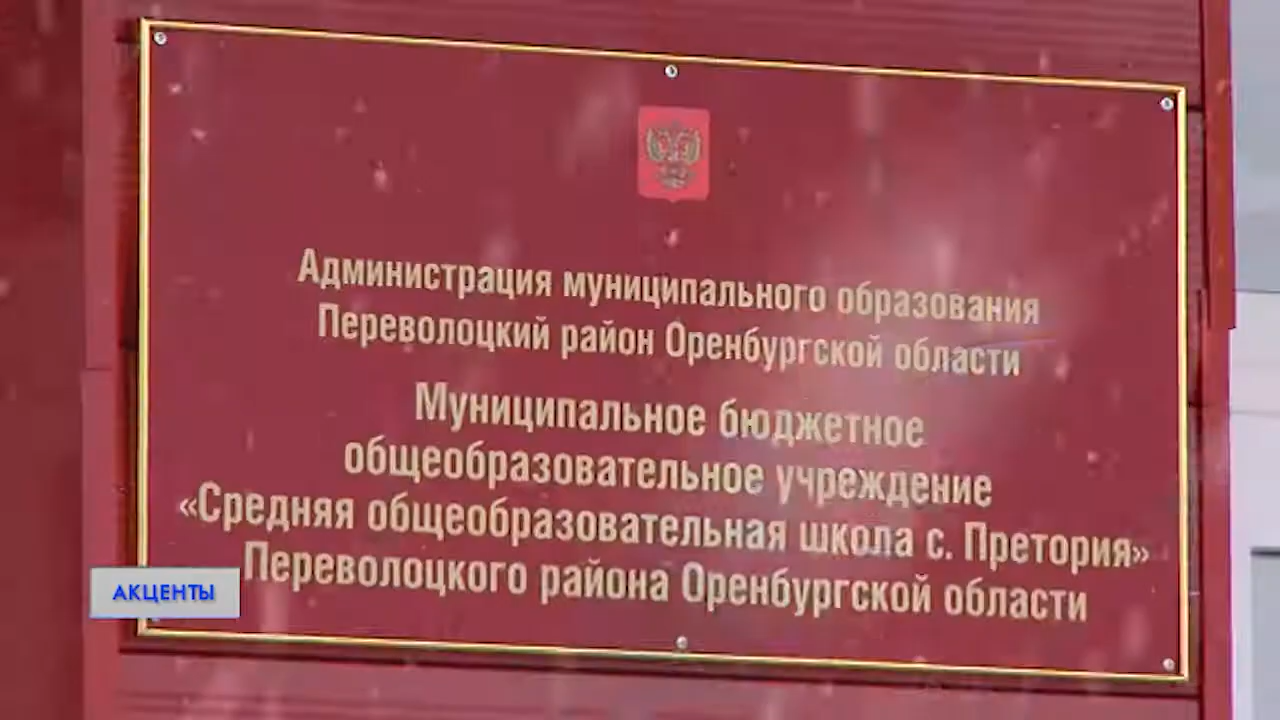 Администрация муниципального образования
Переволоцкий район Оренбургской области
Муниципальное бюджетное
общеобразовательное учреждение
«Средняя общеобразовательная школа с. Претория»
Переволоцкого района Оренбургской области
АКЦЕНТЫ